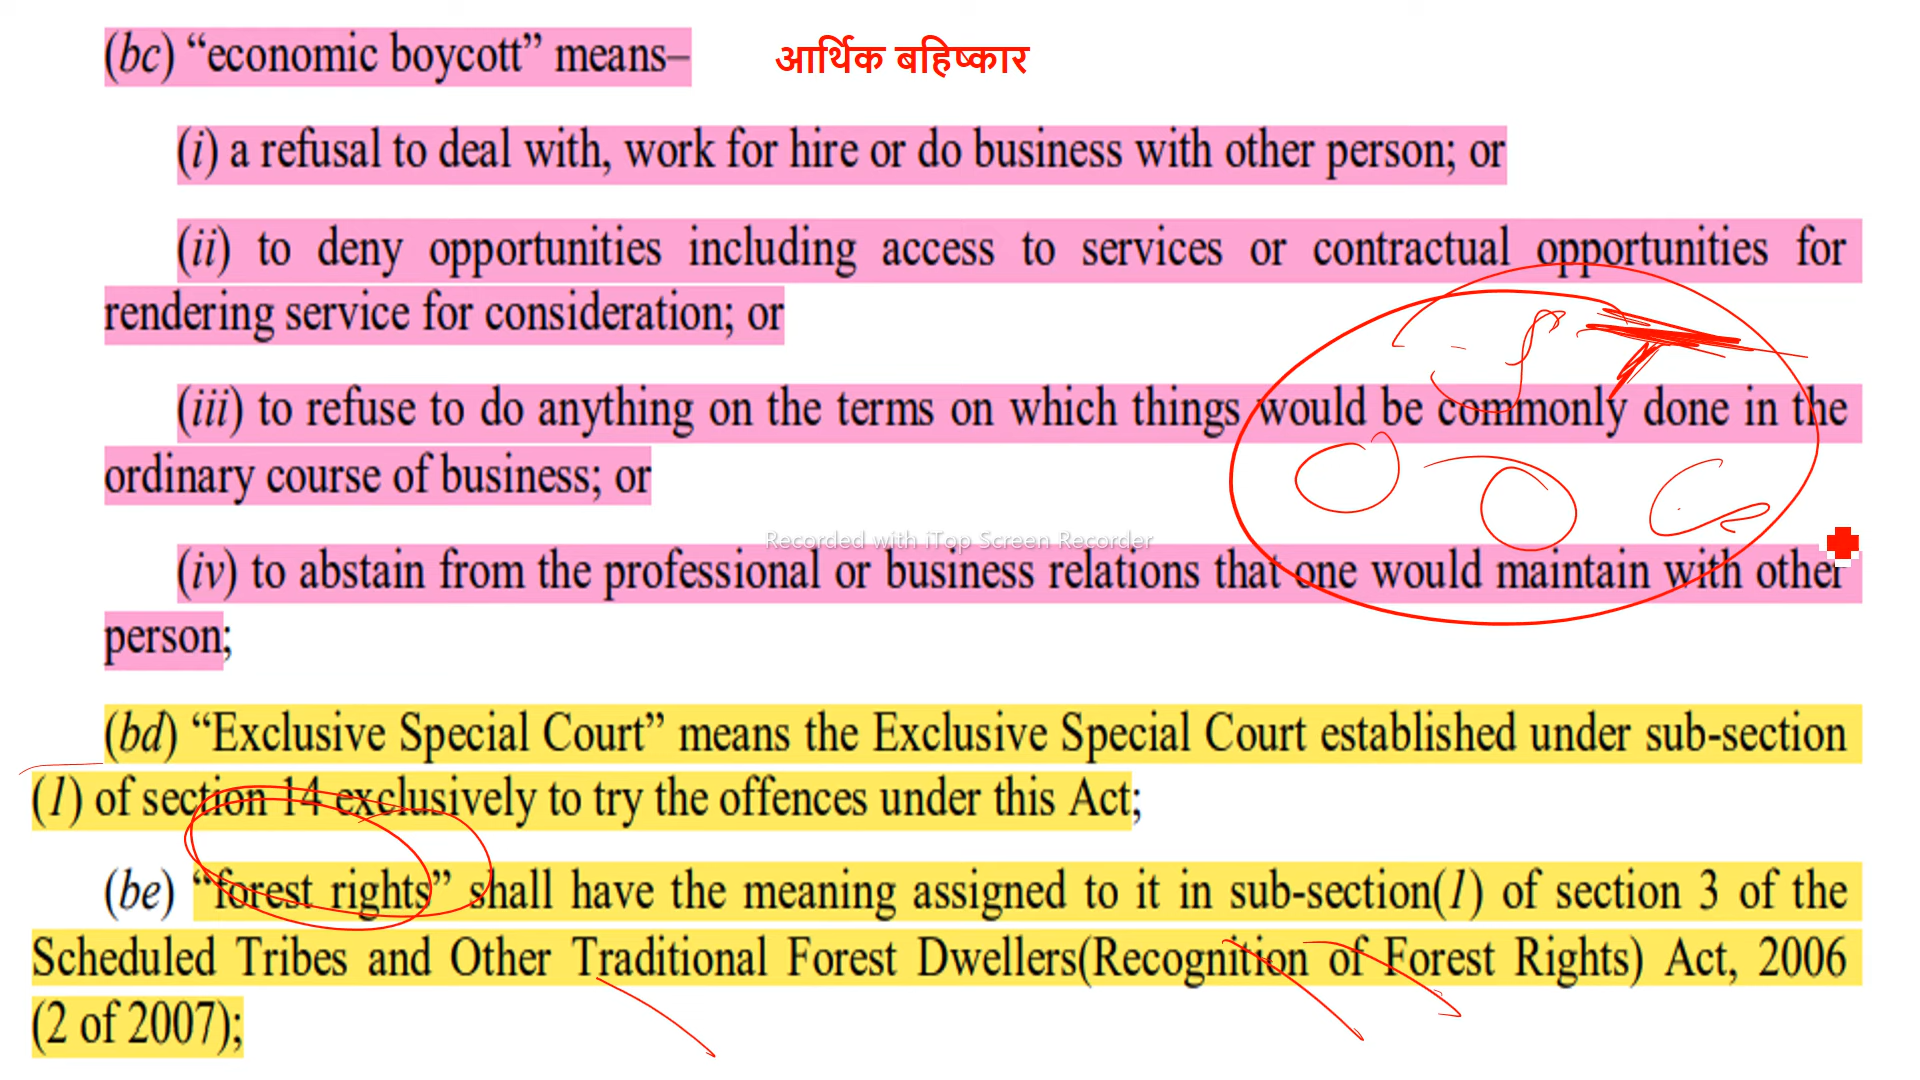 (bc) “economic boycott” means– आर्थिक बहिष्कार
(i) a refusal to deal with, work for hire or do business with other person; or
(ii) to deny opportunities including access to services or contractual opportunities for
rendering service for consideration; or
(iii) to refuse to do anything on the terms on which things would be commonly done in the
ordinary course of business; or
Recorded with iTop Screen Recorder
(iv) to abstain from the professional or business relations that one would maintain with other
person;
(bd) “Exclusive Special Court” means the Exclusive Special Court established under sub-section
(1) of section 14 exclusively to try the offences under this Act;
(be) “forest rights” shall have the meaning assigned to it in sub-section(1) of section 3 of the
Scheduled Tribes and Other Traditional Forest Dwellers(Recognition of Forest Rights) Act, 2006
(2 of 2007);